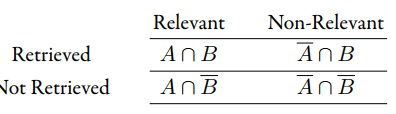 Relevant Non-Relevant
Retrieved A ∩ B A̅ ∩ B
Not Retrieved A ∩ B̅ A̅ ∩ B̅